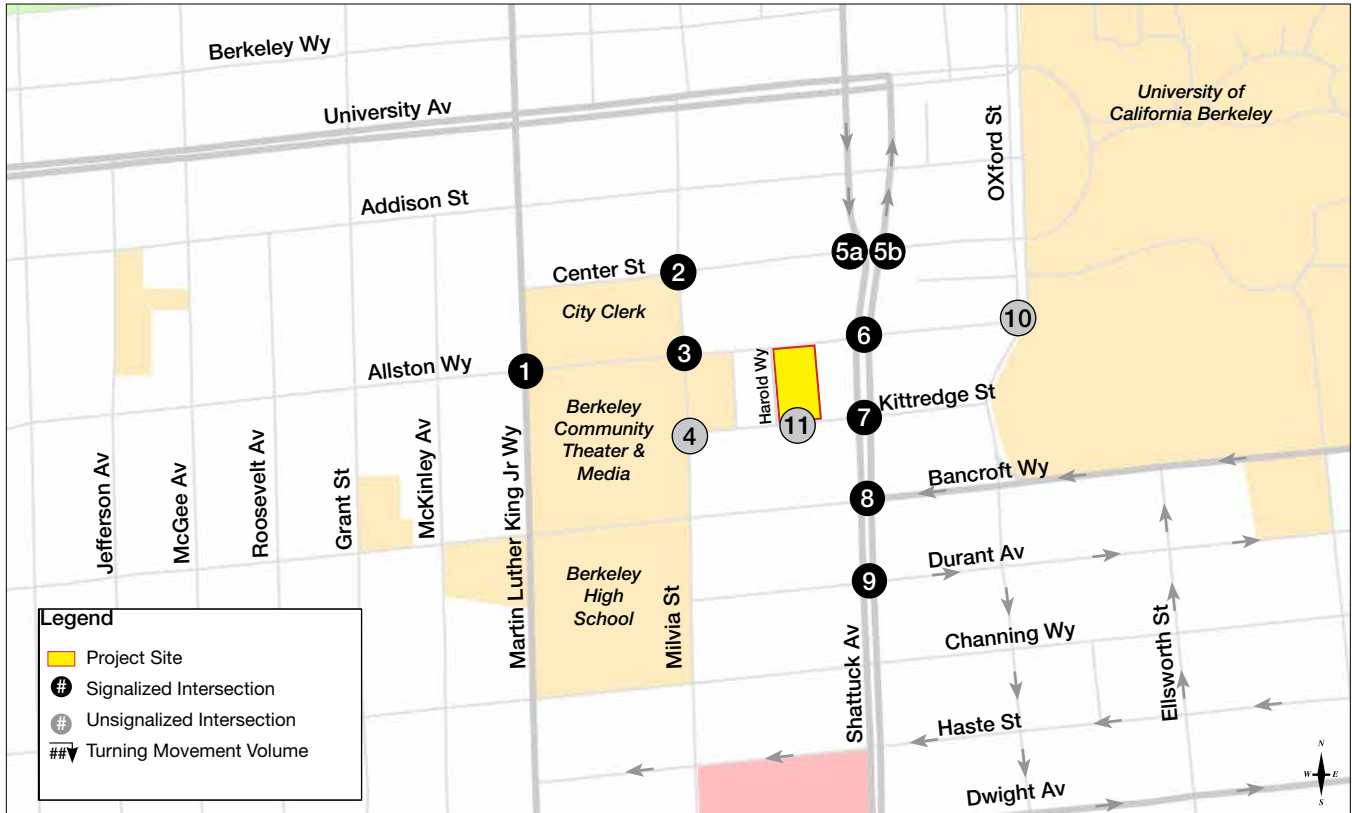 Berkeley Wy
University Av
University of
California Berkeley
OXford St
Addison St
5a
5b
Center St
2
City Clerk
10
6
3
Allston Wy
1
Harold Wy
Kittredge St
7
11
4
Berkeley
Community
Theater &
Media
Jefferson Av
McGee Av
Roosevelt Av
Grant St
McKinley Av
Martin Luther King Jr Wy
Bancroft Wy
8
Durant Av
9
Berkeley
High
School
Milvia St
Shattuck Av
Channing Wy
Ellsworth St
Haste St
Dwight Av
Legend
Project Site
# Signalized Intersection
# Unsignalized Intersection
## Turning Movement Volume
N
W E
S